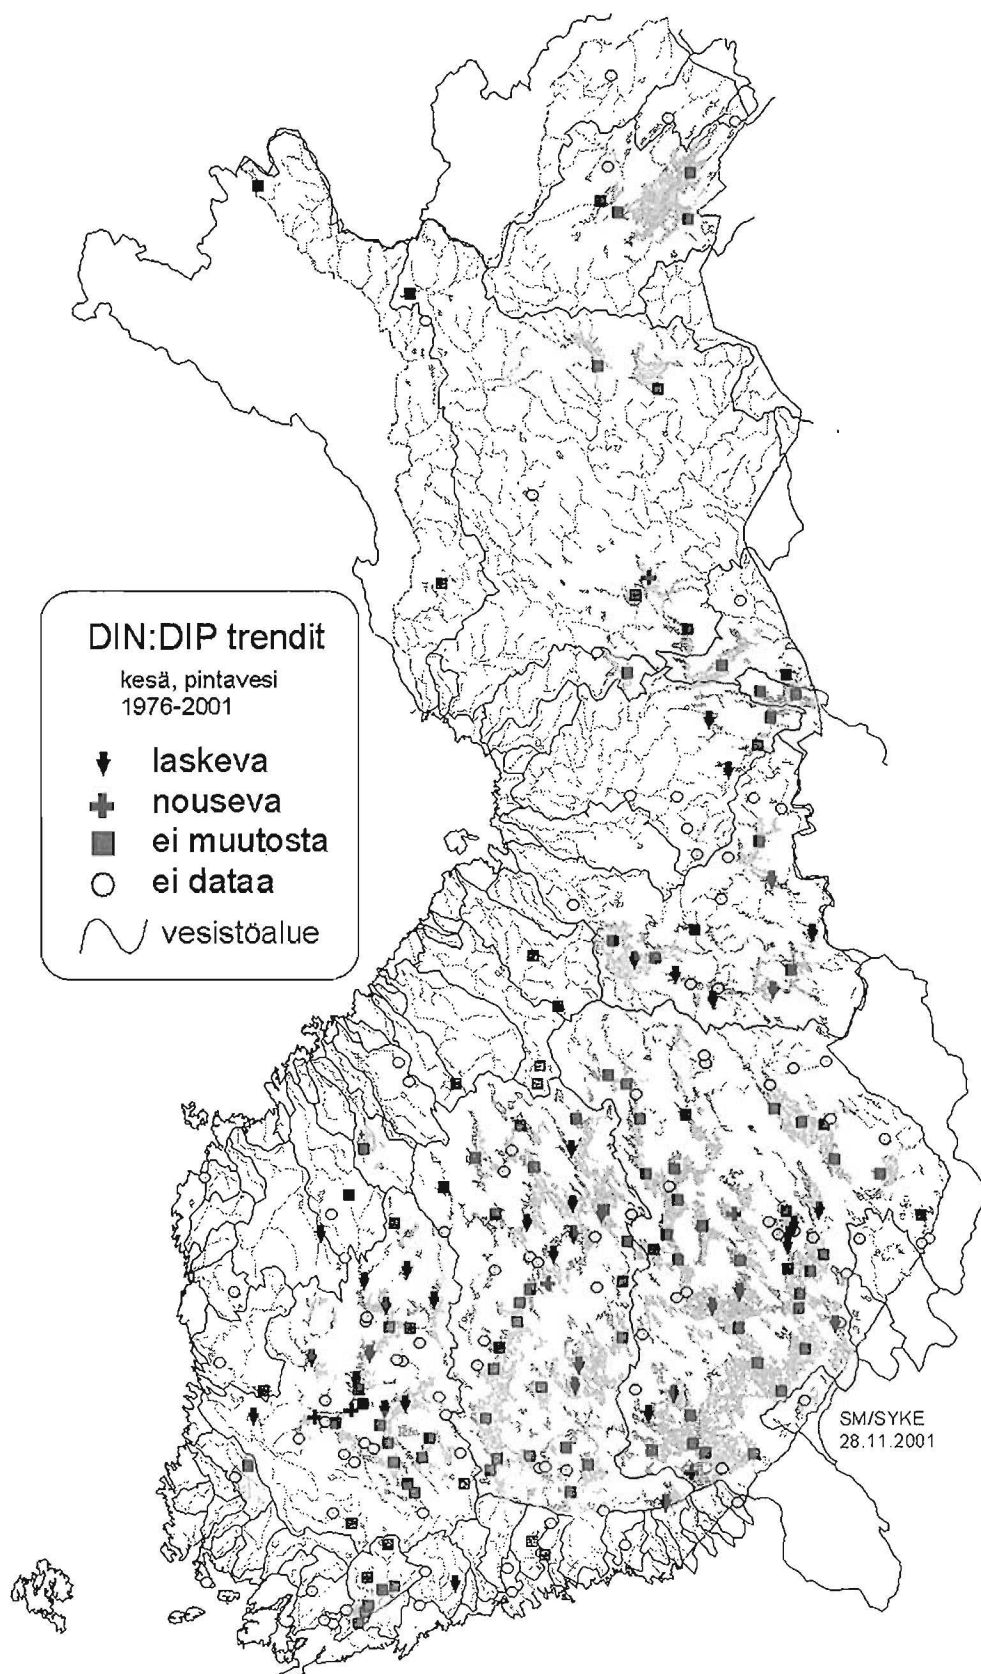 DIN:DIP trendit
kesä, pintavesi
1976-2001
laskeva
nouseva
ei muutosta
ei dataa
vesistöalue
SM/SYKE
28.11.2001